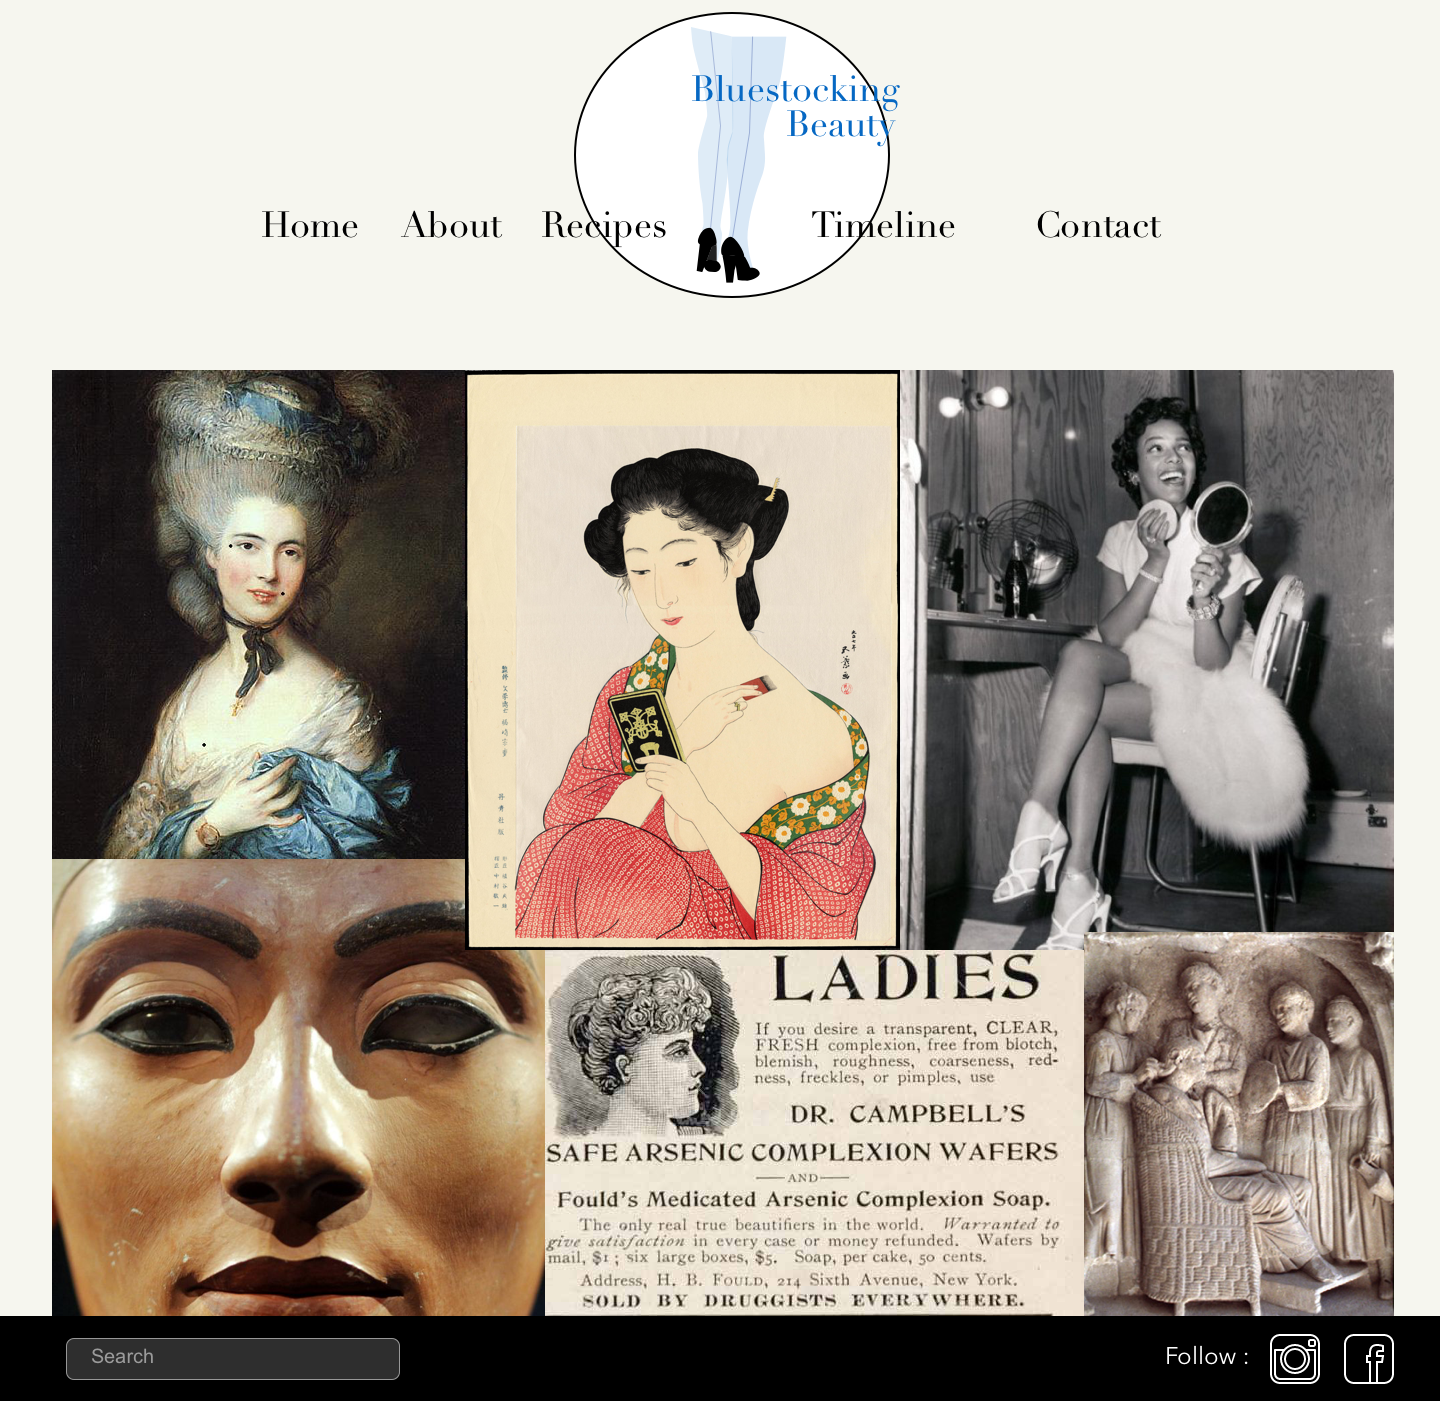 Bluestocking
Beauty
Home About Recipes Timeline Contact
LADIES
If you desire a transparent, CLEAR,
FRESH complexion, free from blotch,
blemish, roughness, coarseness, red-
ness, freckles, or pimples, use
DR. CAMPBELL'S
SAFE ARSENIC COMPLEXION WAFERS
AND
Fould's Medicated Arsenic Complexion Soap.
The only real true beautifiers in the world. Warranted to
give satisfaction in every case or money refunded. Wafers by
mail, $1; six large boxes, $5. Soap, per cake, 50 cents.
Address, H. B. FOULD, 214 Sixth Avenue, New York.
SOLD BY DRUGGISTS EVERYWHERE.
Search
Follow :